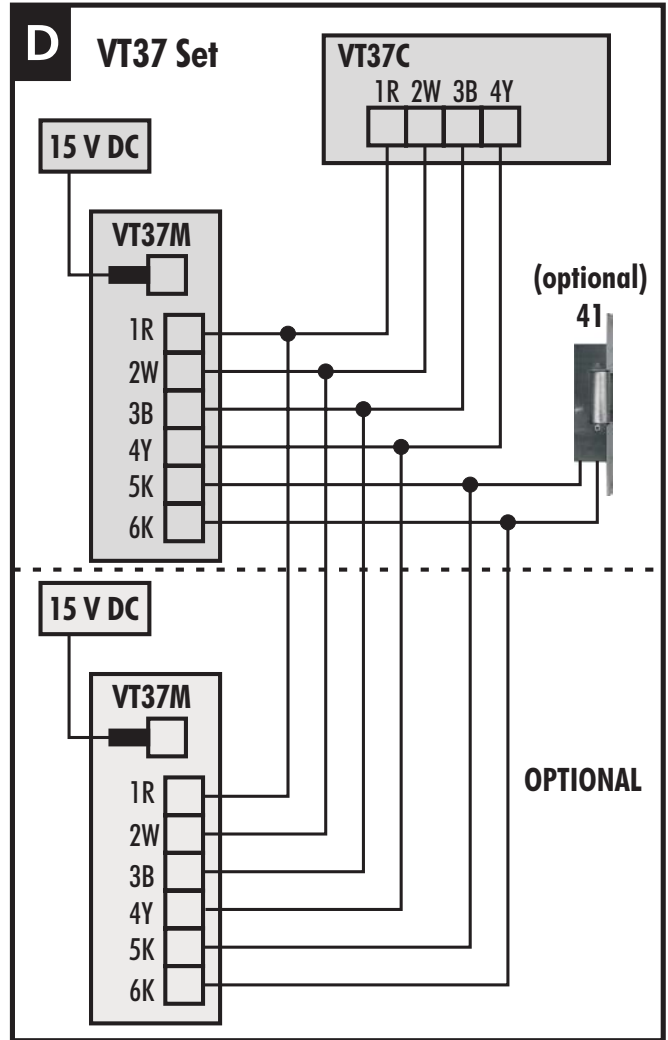 D VT37 Set
VT37C
1R 2W 3B 4Y
15 V DC
VT37M
1R
2W
3B
4Y
5K
6K
(optional)
41
15 V DC
VT37M
1R
2W
3B
4Y
5K
6K
OPTIONAL